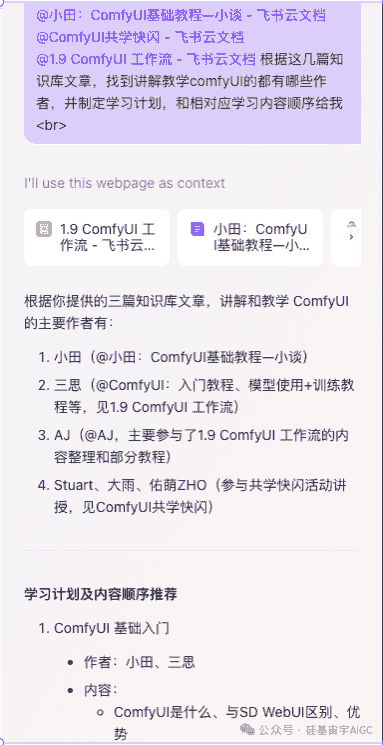 @小田：ComfyUI基础教程—小谈 - 飞书云文档
@ComfyUI共学快闪 - 飞书云文档
@1.9 ComfyUI 工作流 - 飞书云文档 根据这几篇知
识库文章，找到讲解教学comfyUI的都有哪些作
者，并制定学习计划，和相对应学习内容顺序给我
<br>
I'll use this webpage as context
1.9 ComfyUI 工
作流 - 飞书云...
小田：ComfyU
I基础教程—小...
根据你提供的三篇知识库文章，讲解和教学 ComfyUI
的主要作者有：
1. 小田（@小田：ComfyUI基础教程—小谈）
2. 三思（@ComfyUI：入门教程、模型使用+训练教
程等，见1.9 ComfyUI 工作流）
3. AJ（@AJ，主要参与了1.9 ComfyUI 工作流的内
容整理和部分教程）
4. Stuart、大雨、佑萌ZHO（参与共学快闪活动讲
授，见ComfyUI共学快闪）
学习计划及内容顺序推荐
1. ComfyUI 基础入门
• 作者：小田、三思
• 内容：
◦ ComfyUI是什么、与SD WebUI区别、优
势
公众号 · 硅基宙宇AIGC